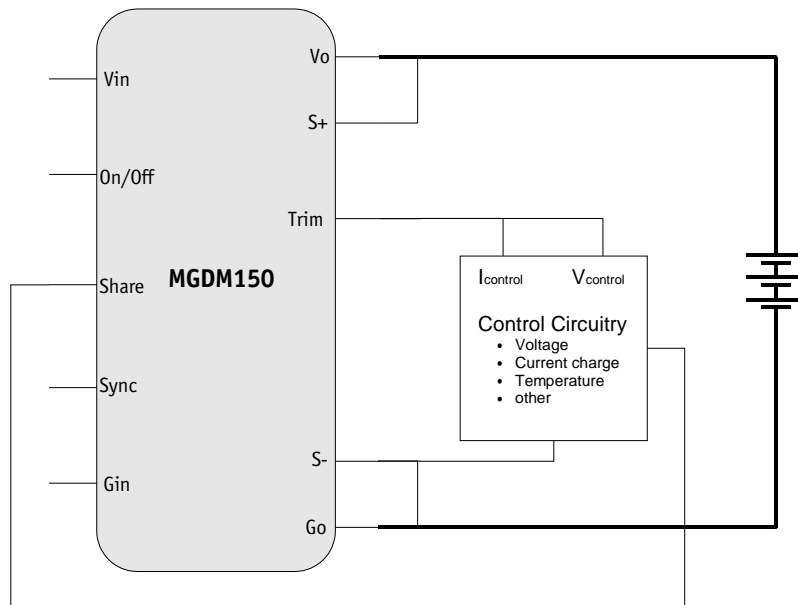 Vo
Vin
S+
On/Off
Trim
MGDM150
Share
Icontrol Vcontrol
Control Circuitry
• Voltage
• Current charge
• Temperature
• other
Sync
S-
Gin
Go